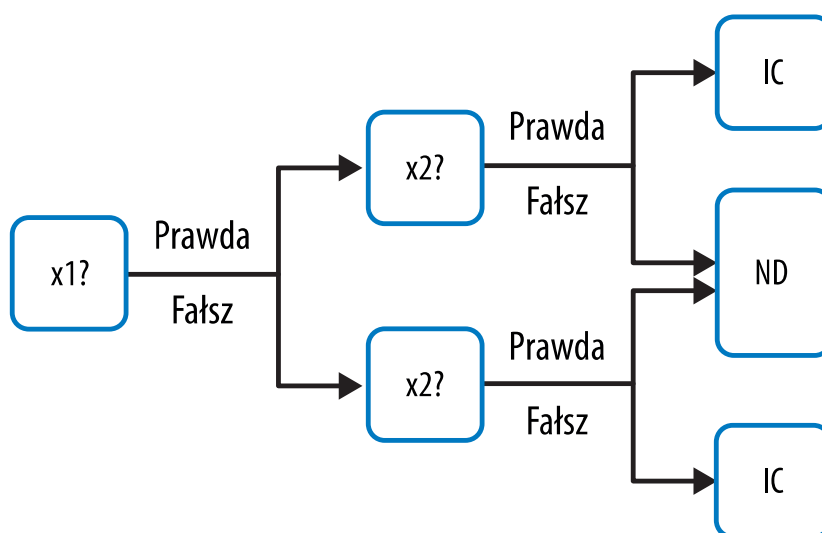 x1?
Prawda
Fałsz
x2?
Prawda
Fałsz
IC
ND
x2?
Prawda
Fałsz
IC